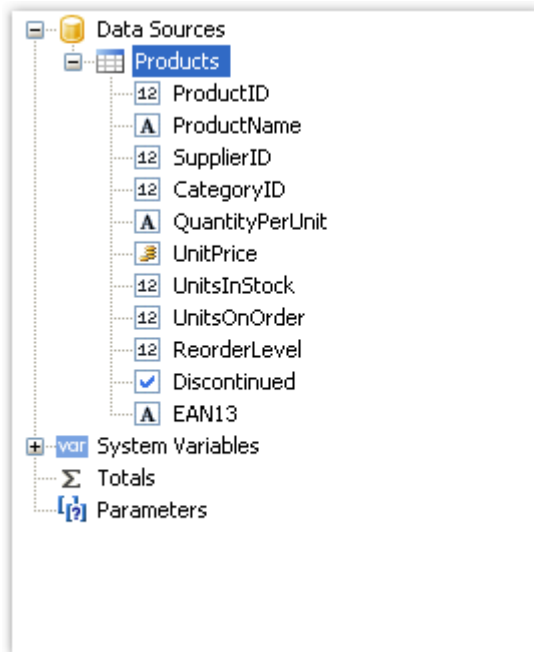 Data Sources
Products
12 ProductID
A ProductName
12 SupplierID
12 CategoryID
A QuantityPerUnit
UnitPrice
12 UnitsInStock
12 UnitsOnOrder
12 ReorderLevel
Discontinued
A EAN13
var System Variables
Σ Totals
[?] Parameters